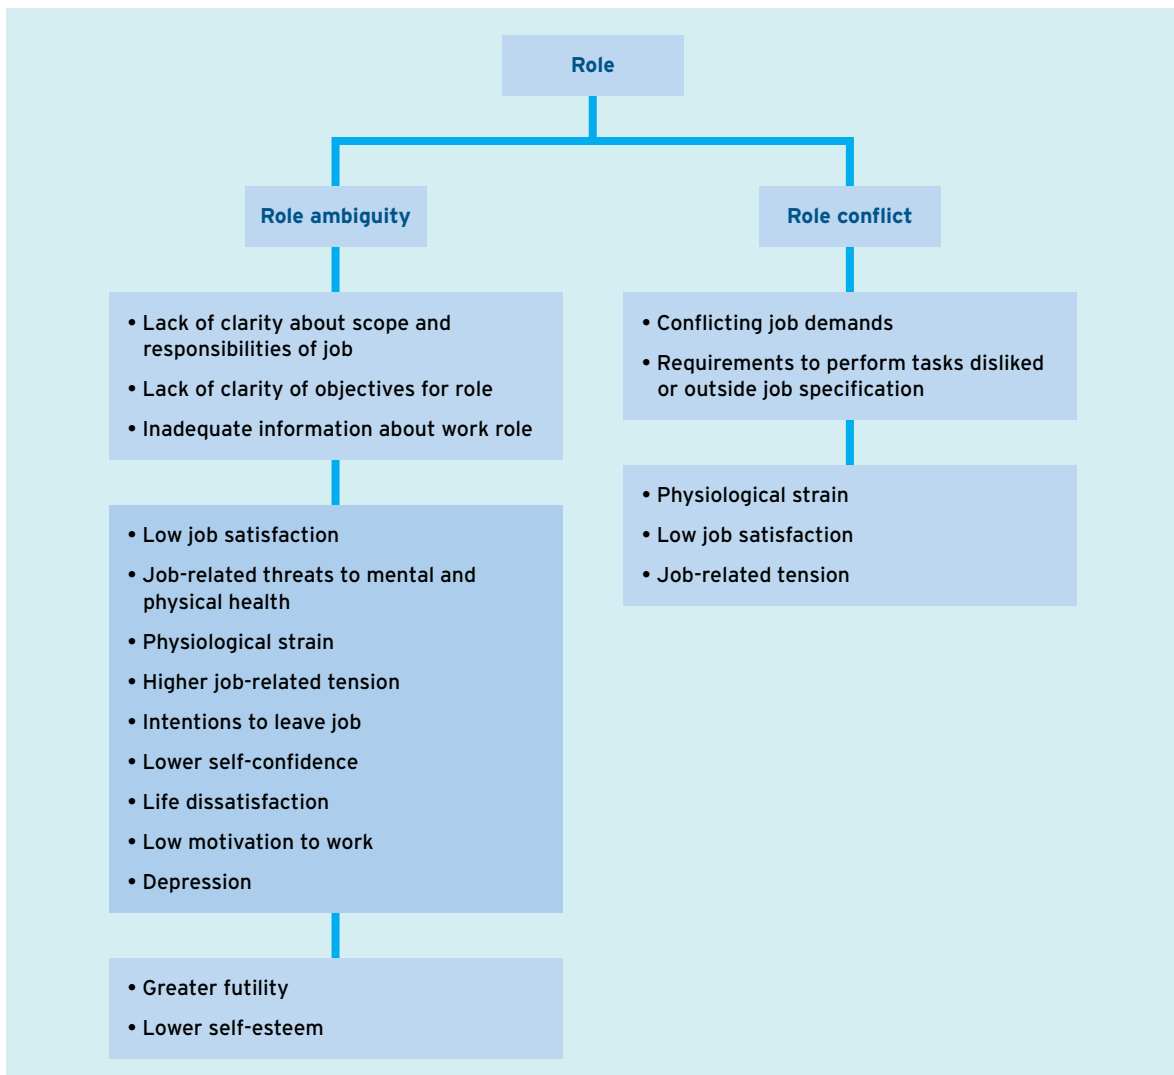 Role
Role ambiguity
• Lack of clarity about scope and
responsibilities of job
• Lack of clarity of objectives for role
• Inadequate information about work role
• Low job satisfaction
• Job-related threats to mental and
physical health
• Physiological strain
• Higher job-related tension
• Intentions to leave job
• Lower self-confidence
• Life dissatisfaction
• Low motivation to work
• Depression
• Greater futility
• Lower self-esteem
Role conflict
• Conflicting job demands
• Requirements to perform tasks disliked
or outside job specification
• Physiological strain
• Low job satisfaction
• Job-related tension